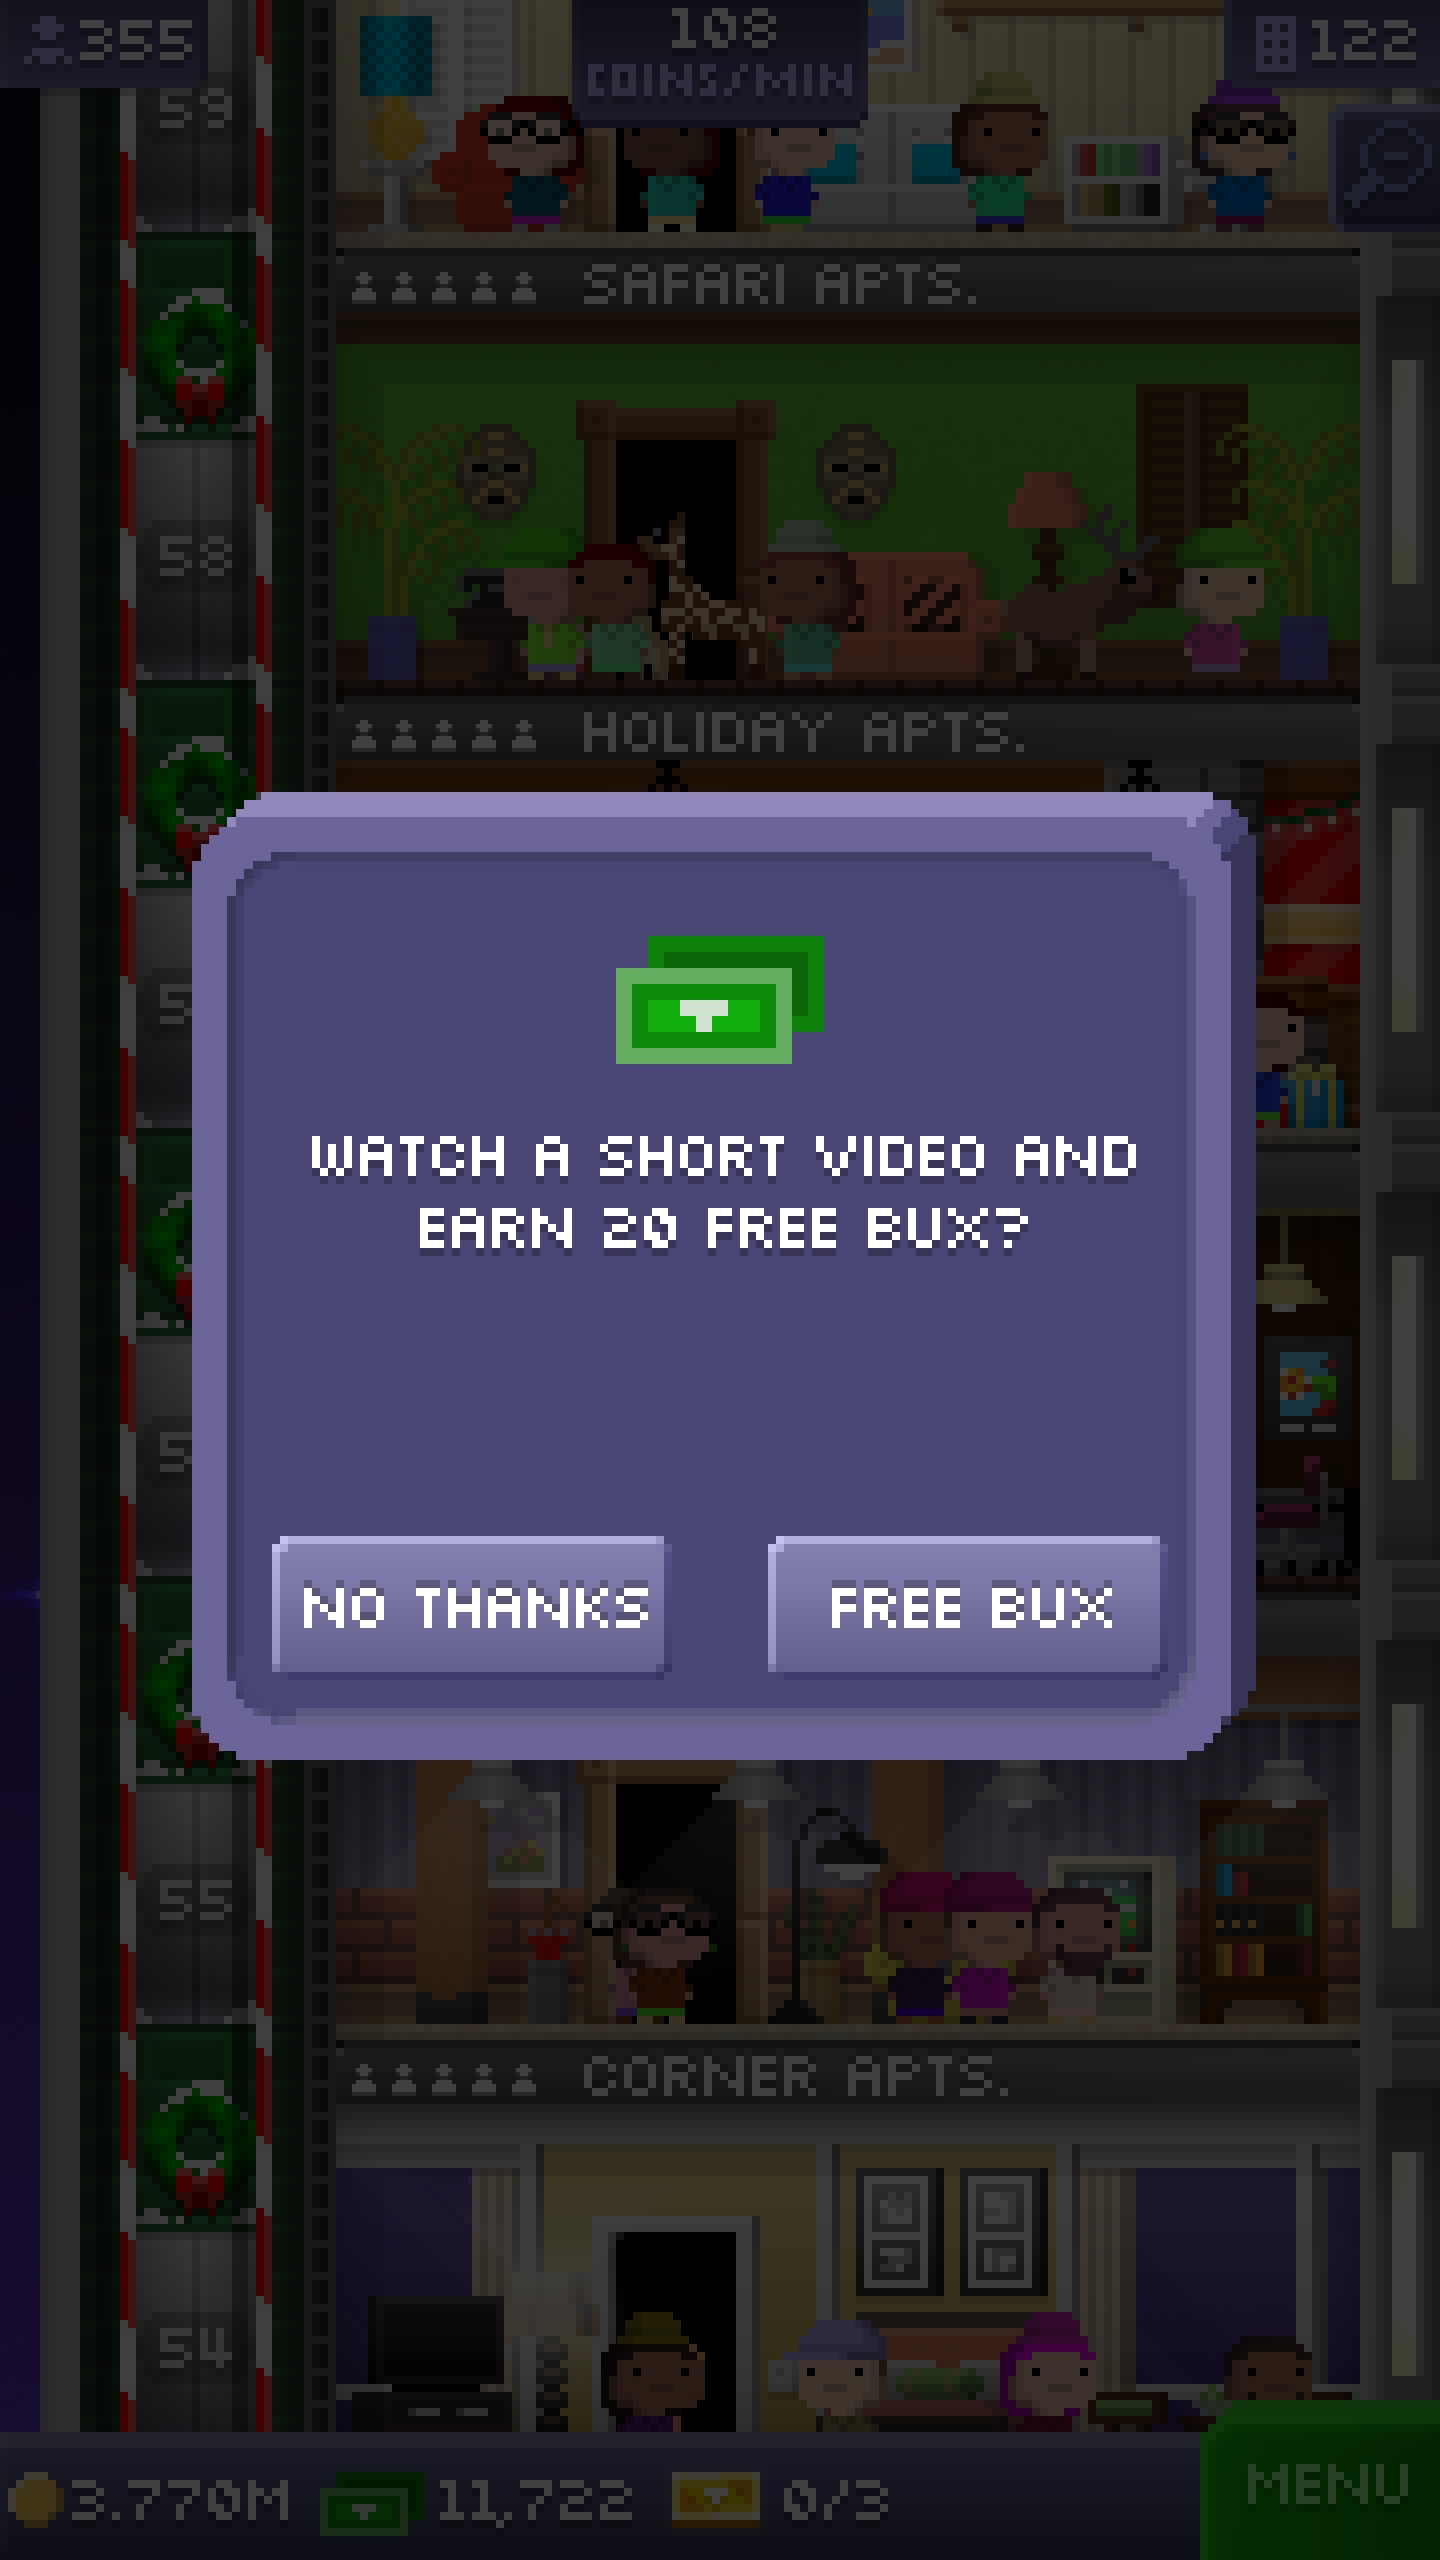 355
108
COINS/MIN
122
59
SAFARI APTS.
58
HOLIDAY APTS.
WATCH A SHORT VIDEO AND
EARN 20 FREE BUX?
NO THANKS
FREE BUX
55
CORNER APTS.
54
3.770M
11,722
0/3
MENU